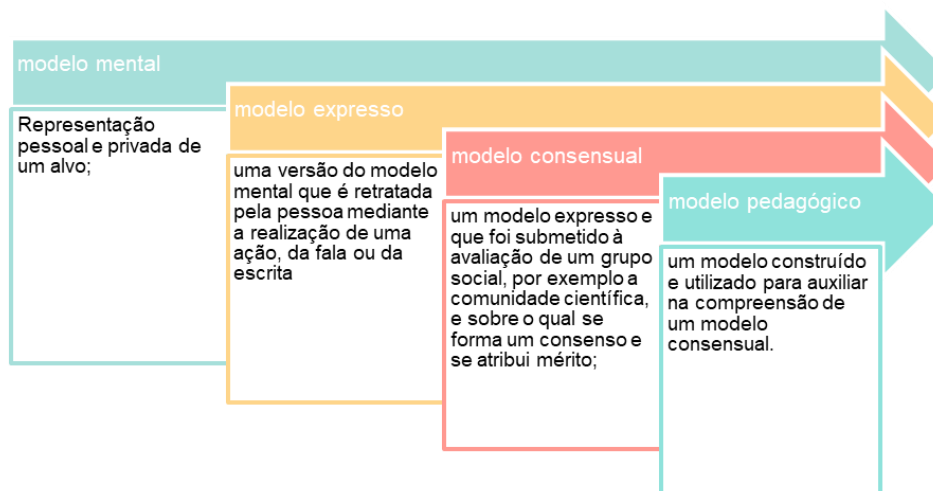 modelo mental
Representação
pessoal e privada de
um alvo;
modelo expresso
uma versão do modelo
mental que é retratada
pela pessoa mediante
a realização de uma
ação, da fala ou da
escrita
modelo consensual
um modelo expresso e
que foi submetido à
avaliação de um grupo
social, por exemplo a
comunidade científica,
e sobre o qual se
forma um consenso e
se atribui mérito;
modelo pedagógico
um modelo construído
e utilizado para auxiliar
na compreensão de
um modelo
consensual.